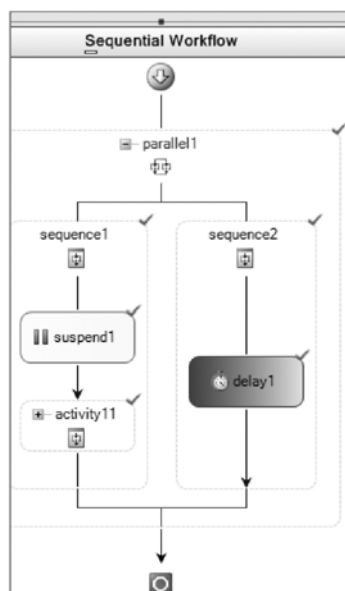 Sequential Workflow
parallel1
sequence1
sequence2
suspend1
delay1
activity11